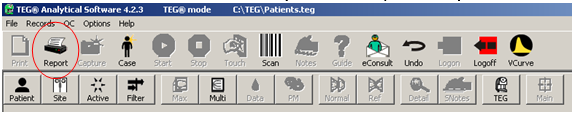 TEG® Analytical Software 4.2.3 TEG® mode C:\TEG\Patients.teg
File Records QC Options Help
Print Report Capture Case Start Stop Touch Scan Notes Guide eConsult Undo Logon Logoff VCurve
Patient Site Active Filter Max Multi Data PM Normal Ref Detail SNotes TEG Main